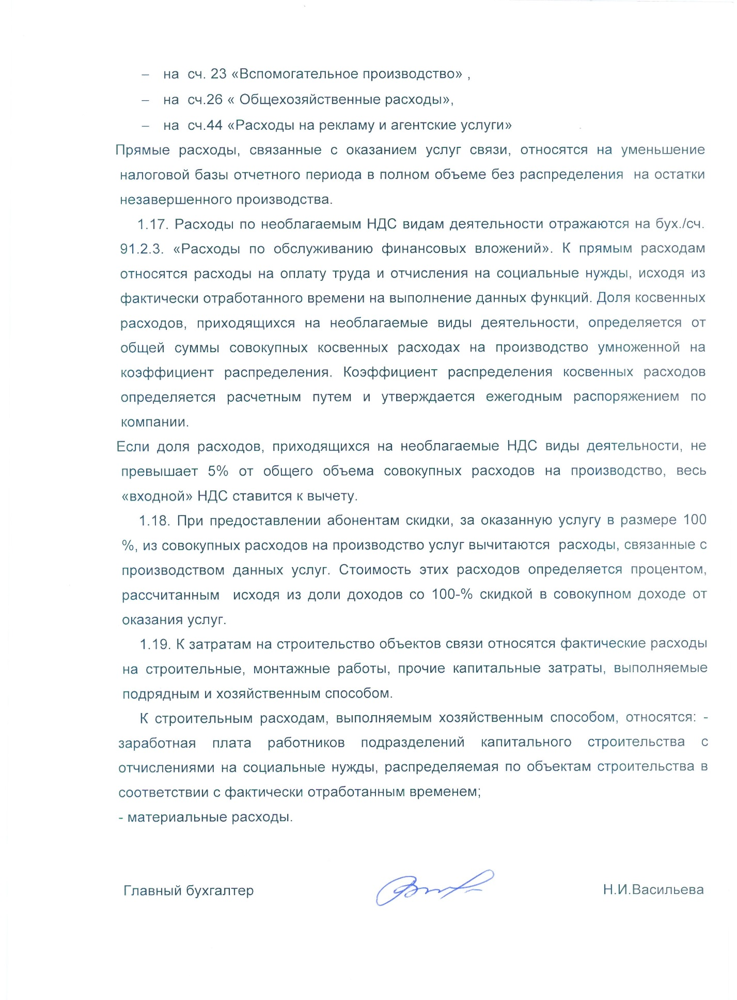 – на сч. 23 «Вспомогательное производство» ,
– на сч.26 « Общехозяйственные расходы»,
– на сч.44 «Расходы на рекламу и агентские услуги»
Прямые расходы, связанные с оказанием услуг связи, относятся на уменьшение
налоговой базы отчетного периода в полном объеме без распределения на остатки
незавершенного производства.
1.17. Расходы по необлагаемым НДС видам деятельности отражаются на бух./сч.
91.2.3. «Расходы по обслуживанию финансовых вложений». К прямым расходам
относятся расходы на оплату труда и отчисления на социальные нужды, исходя из
фактически отработанного времени на выполнение данных функций. Доля косвенных
расходов, приходящихся на необлагаемые виды деятельности, определяется от
общей суммы совокупных косвенных расходах на производство умноженной на
коэффициент распределения. Коэффициент распределения косвенных расходов
определяется расчетным путем и утверждается ежегодным распоряжением по
компании.
Если доля расходов, приходящихся на необлагаемые НДС виды деятельности, не
превышает 5% от общего объема совокупных расходов на производство, весь
«входной» НДС ставится к вычету.
1.18. При предоставлении абонентам скидки, за оказанную услугу в размере 100
%, из совокупных расходов на производство услуг вычитаются расходы, связанные с
производством данных услуг. Стоимость этих расходов определяется процентом,
рассчитанным исходя из доли доходов со 100-% скидкой в совокупном доходе от
оказания услуг.
1.19. К затратам на строительство объектов связи относятся фактические расходы
на строительные, монтажные работы, прочие капитальные затраты, выполняемые
подрядным и хозяйственным способом.
К строительным расходам, выполняемым хозяйственным способом, относятся: -
заработная плата работников подразделений капитального строительства с
отчислениями на социальные нужды, распределяемая по объектам строительства в
соответствии с фактически отработанным временем;
- материальные расходы.
Главный бухгалтер Н.И.Васильева